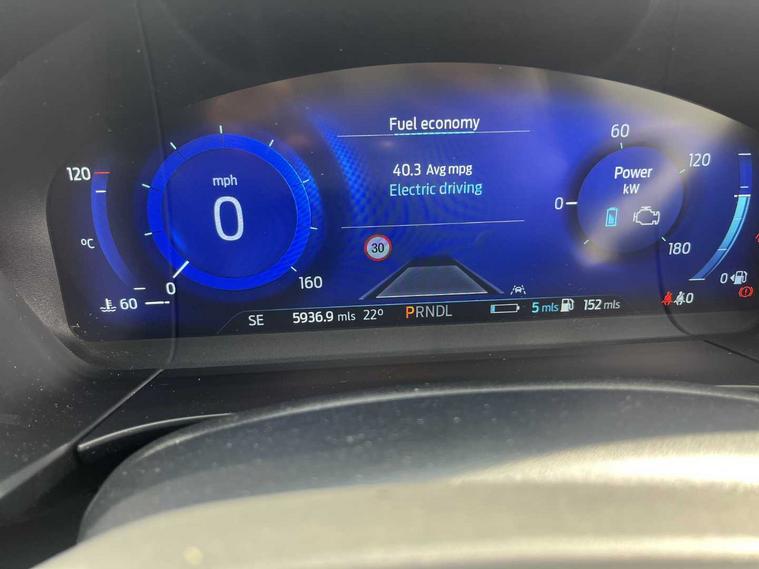 Fuel economy
40.3 Avg mpg
Electric driving
120
°C
60
mph
0
0
160
30
60
120
0
180
Power
kW
0
0
SE
5936.9 mls
22º
PRNDL
5 mls
152 mls